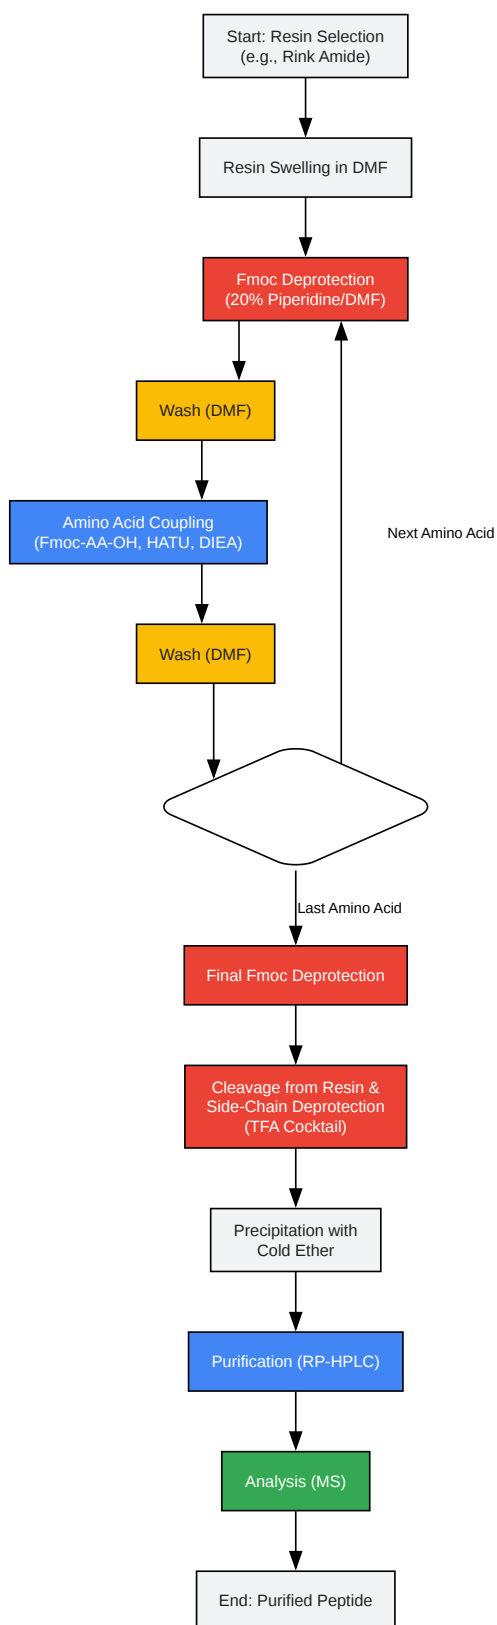 Start: Resin Selection
(e.g., Rink Amide)
Resin Swelling in DMF
Fmoc Deprotection
(20% Piperidine/DMF)
Wash (DMF)
Amino Acid Coupling
(Fmoc-AA-OH, HATU, DIEA)
Next Amino Acid
Wash (DMF)
Last Amino Acid
Final Fmoc Deprotection
Cleavage from Resin &
Side-Chain Deprotection
(TFA Cocktail)
Precipitation with
Cold Ether
Purification (RP-HPLC)
Analysis (MS)
End: Purified Peptide